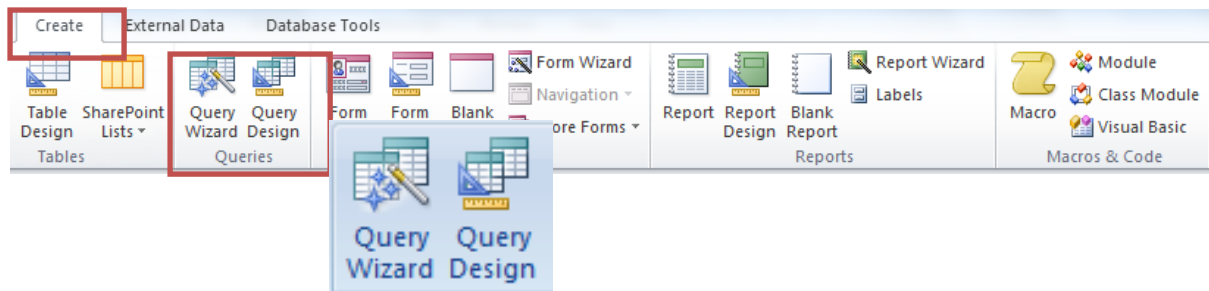 Create External Data Database Tools
Table Design
SharePoint Lists
Query Wizard
Query Design
Form
Form
Blank
Form Wizard
Navigation
ore Forms
Report
Report Design
Blank Report
Report Wizard
Labels
Macro
Module
Class Module
Visual Basic
Tables
Queries
Reports
Macros & Code
Query Wizard
Query Design